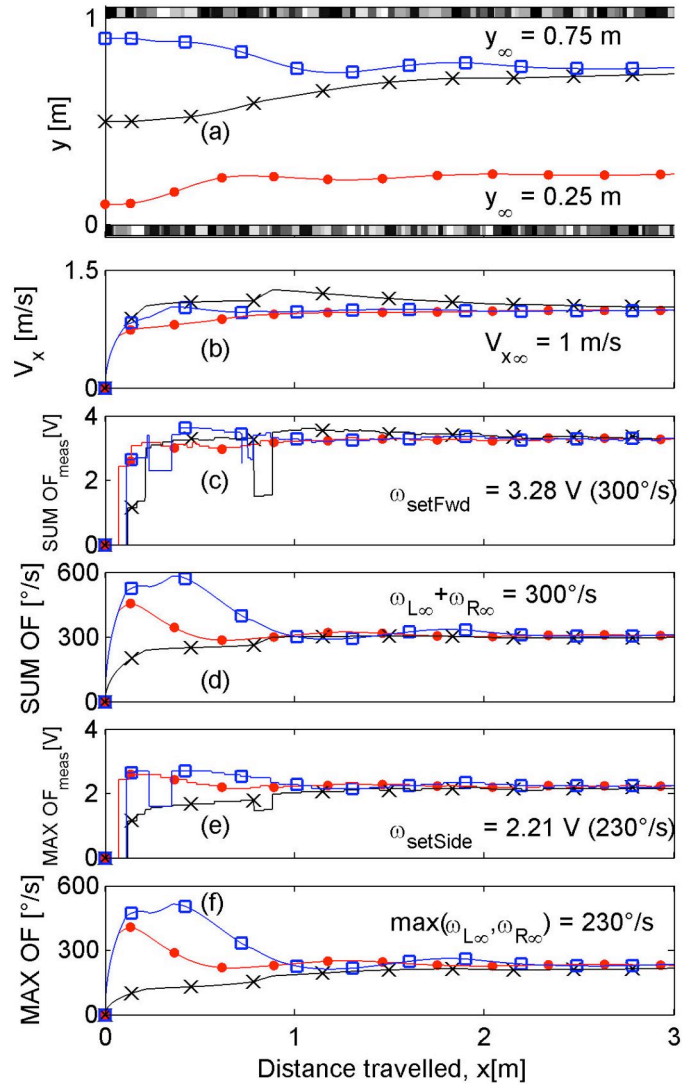 1
y∞ = 0.75 m
y [m]
(a)
y∞ = 0.25 m
0
1.5
Vx [m/s]
(b)
Vx∞ = 1 m/s
0
4
SUM OFmeas[V]
2
(c)
ωsetFwd = 3.28 V (300°/s)
0
600
SUM OF [°/s]
ωL∞+ωR∞ = 300°/s
300
(d)
0
4
MAX OFmeas[V]
2
(e)
ωsetSide = 2.21 V (230°/s)
0
600
(f)
MAX OF [°/s]
max(ωL∞,ωR∞) = 230°/s
300
0
0 1 2 3
Distance travelled, x[m]